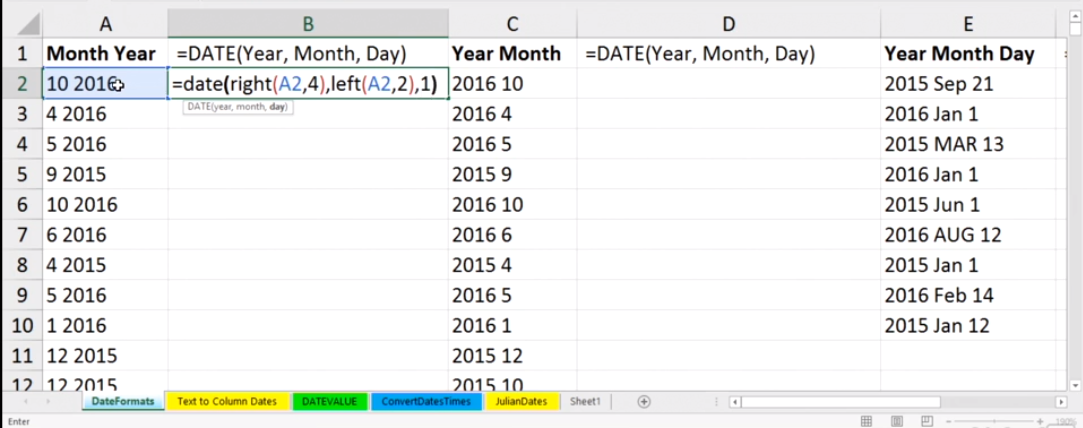 A B C D E
1 Month Year =DATE(Year, Month, Day) Year Month =DATE(Year, Month, Day) Year Month Day
2 10 2016 =date(right(A2,4),left(A2,2),1) 2016 10 2015 Sep 21
DATE(year, month, day)
3 4 2016 2016 4 2016 Jan 1
4 5 2016 2016 5 2015 MAR 13
5 9 2015 2015 9 2016 Jan 1
6 10 2016 2016 10 2015 Jun 1
7 6 2016 2016 6 2016 AUG 12
8 4 2015 2015 4 2015 Jan 1
9 5 2016 2016 5 2016 Feb 14
10 1 2016 2016 1 2015 Jan 12
11 12 2015 2015 12
12 12 2015 2015 10
DateFormats Text to Column Dates DATEVALUE ConvertDatesTimes JulianDates Sheet1
Enter 190%